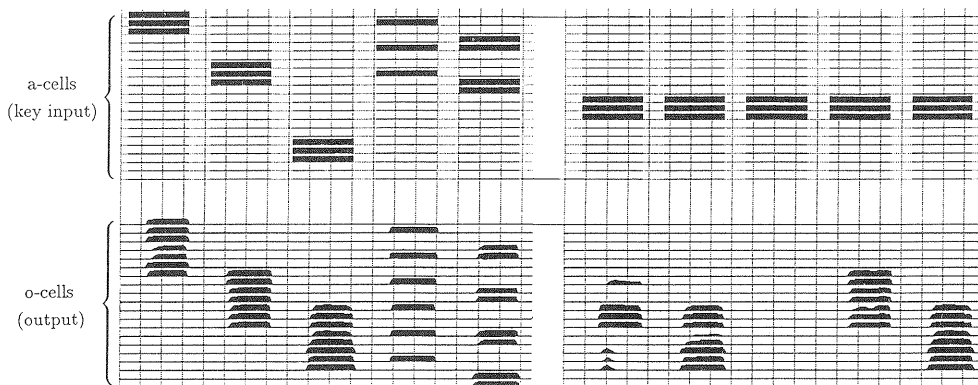 a-cells
(key input)
o-cells
(output)